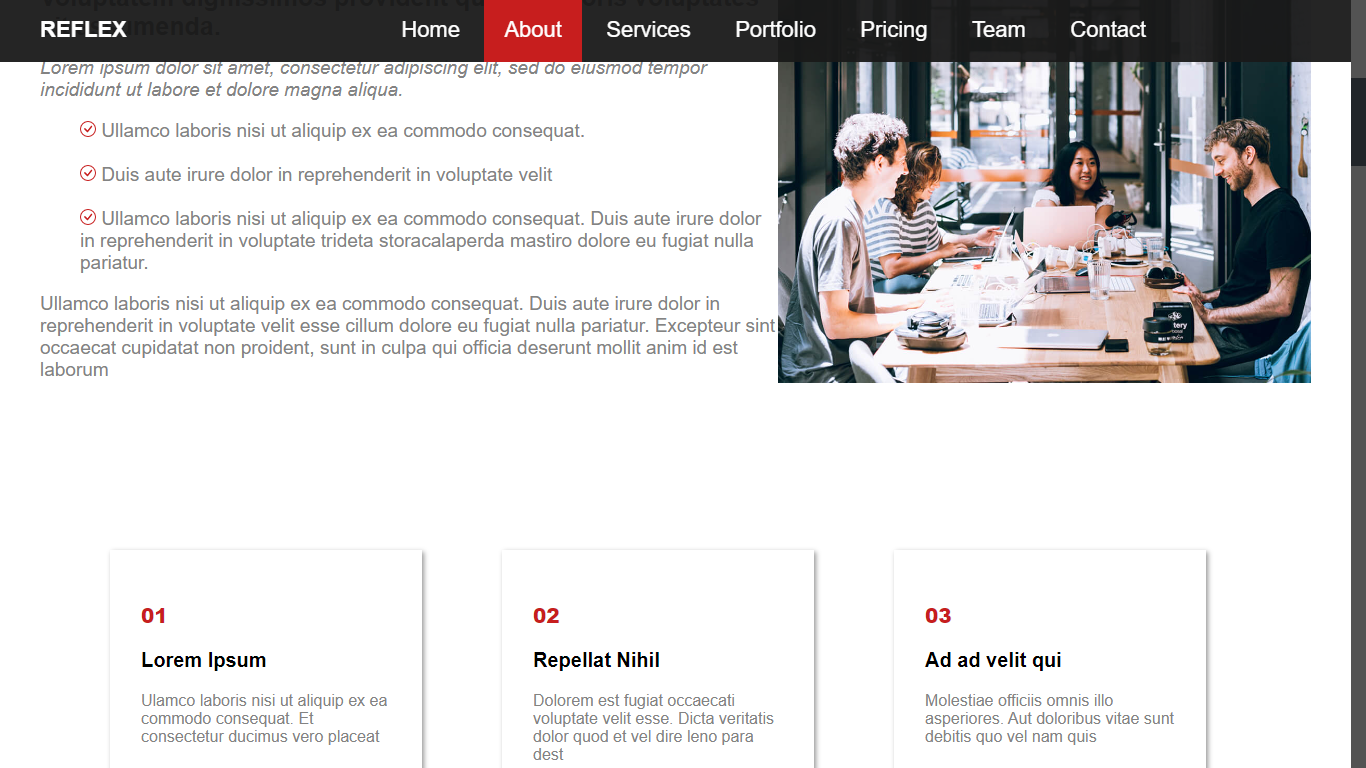 Voluptatem dignissimos provident quasi corporis voluptates
assumenda.
REFLEX
Home
About
Services
Portfolio
Pricing
Team
Contact
Lorem ipsum dolor sit amet, consectetur adipiscing elit, sed do eiusmod tempor
incididunt ut labore et dolore magna aliqua.
Ullamco laboris nisi ut aliquip ex ea commodo consequat.
Duis aute irure dolor in reprehenderit in voluptate velit
Ullamco laboris nisi ut aliquip ex ea commodo consequat. Duis aute irure dolor
in reprehenderit in voluptate trideta storacalaperda mastiro dolore eu fugiat nulla
pariatur.
Ullamco laboris nisi ut aliquip ex ea commodo consequat. Duis aute irure dolor in
reprehenderit in voluptate velit esse cillum dolore eu fugiat nulla pariatur. Excepteur sint
occaecat cupidatat non proident, sunt in culpa qui officia deserunt mollit anim id est
laborum
01
Lorem Ipsum
Ulamco laboris nisi ut aliquip ex ea
commodo consequat. Et
consectetur ducimus vero placeat
02
Repellat Nihil
Dolorem est fugiat occaecati
voluptate velit esse. Dicta veritatis
dolor quod et vel dire leno para
dest
03
Ad ad velit qui
Molestiae officiis omnis illo
asperiores. Aut doloribus vitae sunt
debitis quo vel nam quis